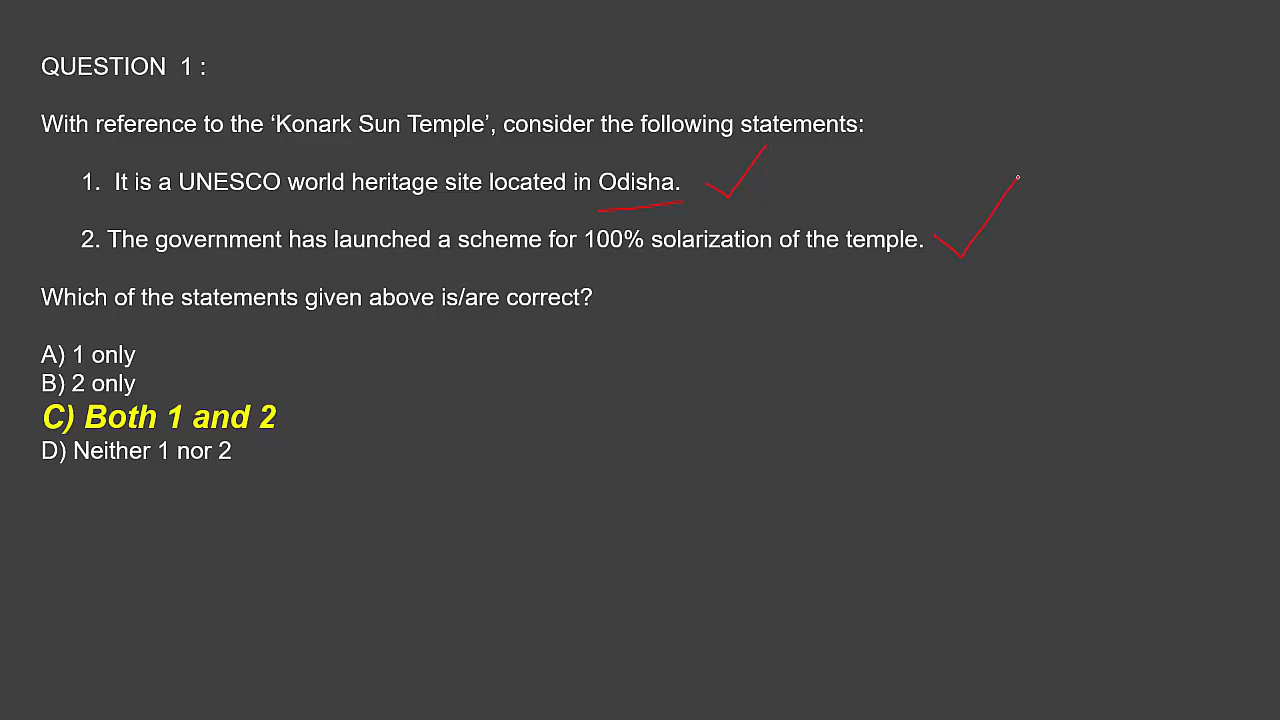 QUESTION 1 :
With reference to the ‘Konark Sun Temple’, consider the following statements:
1. It is a UNESCO world heritage site located in Odisha.
2. The government has launched a scheme for 100% solarization of the temple.
Which of the statements given above is/are correct?
A) 1 only
B) 2 only
C) Both 1 and 2
D) Neither 1 nor 2